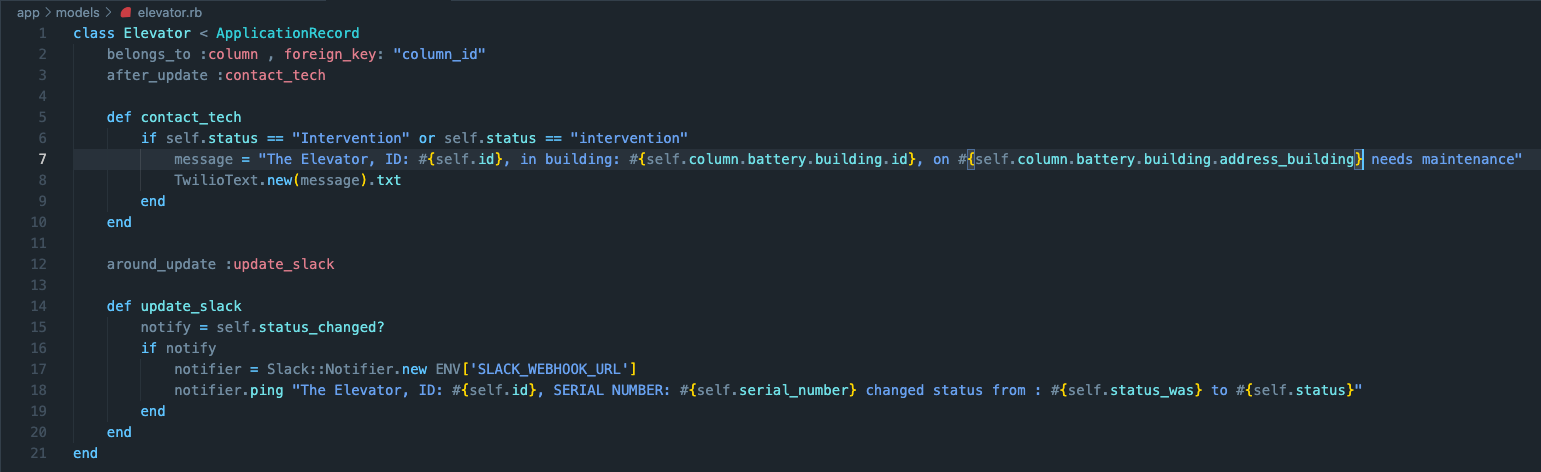 app > models > elevator.rb
1 class Elevator < ApplicationRecord
2     belongs_to :column , foreign_key: "column_id"
3     after_update :contact_tech
4
5     def contact_tech
6         if self.status == "Intervention" or self.status == "intervention"
7             message = "The Elevator, ID: #{self.id}, in building: #{self.column.battery.building.id}, on #{self.column.battery.building.address_building} needs maintenance"
8             TwilioText.new(message).txt
9         end
10     end
11
12     around_update :update_slack
13
14     def update_slack
15         notify = self.status_changed?
16         if notify
17             notifier = Slack::Notifier.new ENV['SLACK_WEBHOOK_URL']
18             notifier.ping "The Elevator, ID: #{self.id}, SERIAL NUMBER: #{self.serial_number} changed status from : #{self.status_was} to #{self.status}"
19         end
20     end
21 end